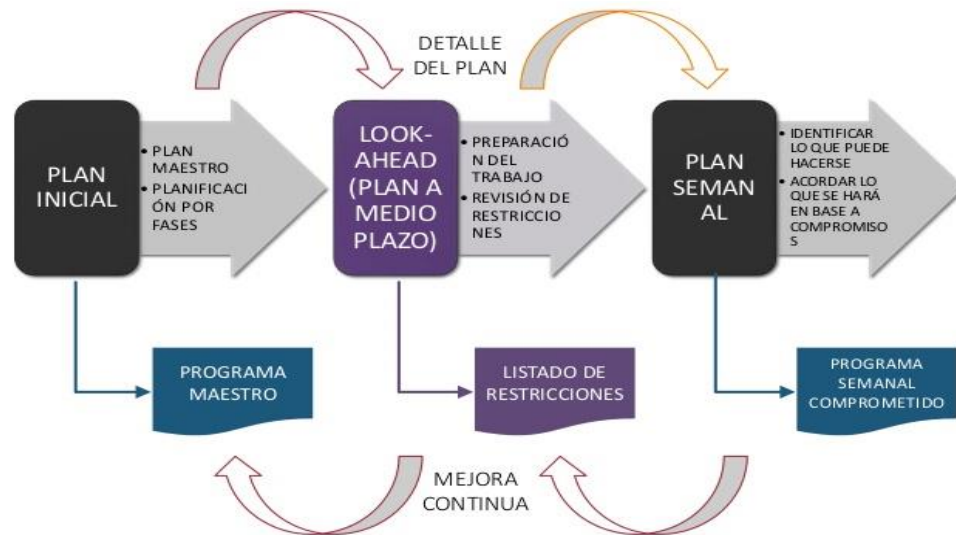 DETALLE
DEL PLAN
PLAN
INICIAL
• PLAN
MAESTRO
• PLANIFICAC
IÓN POR
FASES
LOOK-
AHEAD
(PLAN A
MEDIO
PLAZO)
• PREPARACIÓ
N DEL
TRABAJO
• REVISIÓN DE
RESTRICCIO
NES
PLAN
SEMAN
AL
• IDENTIFICAR
LO QUE PUEDE
HACERSE
• ACORDAR LO
QUE SE HARÁ
EN BASE A
COMPROMISO
S
PROGRAMA
MAESTRO
LISTADO DE
RESTRICCIONES
PROGRAMA
SEMANAL
COMPROMETIDO
MEJORA
CONTINUA